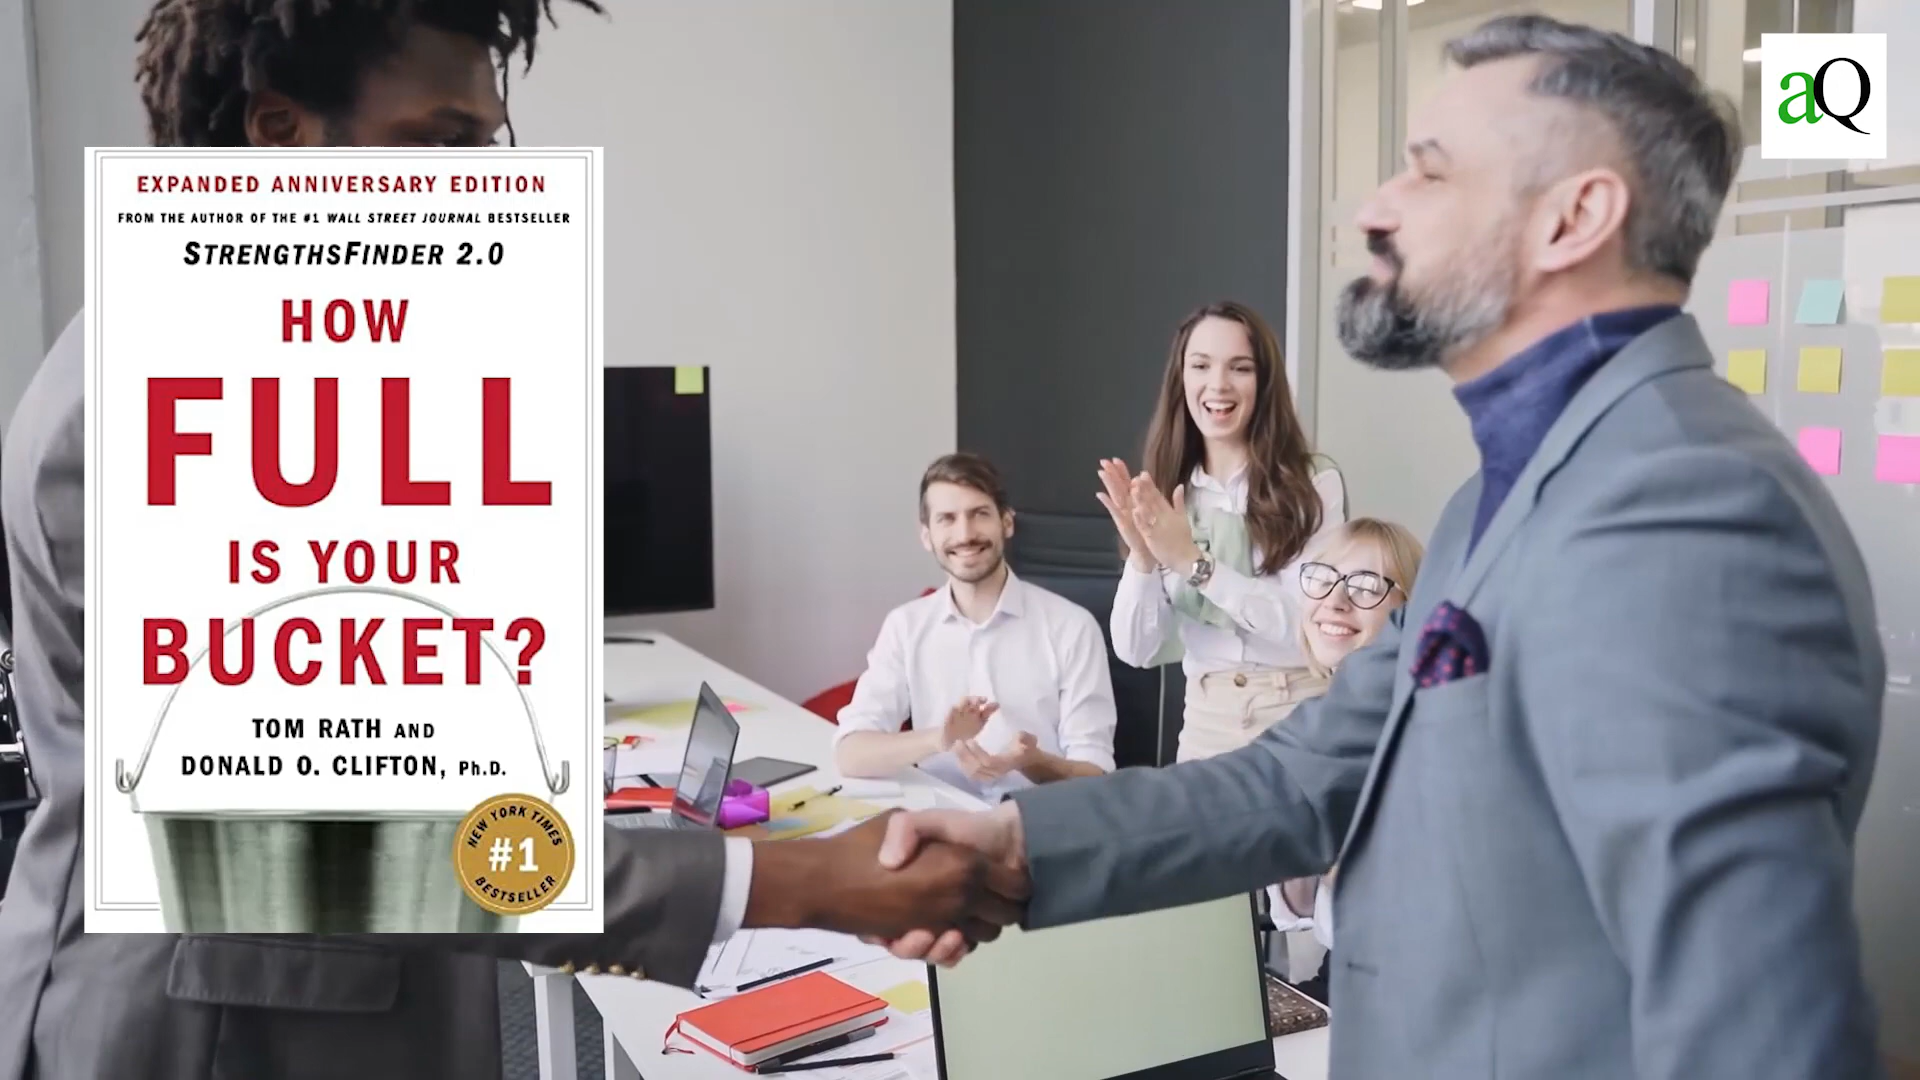 EXPANDED ANNIVERSARY EDITION
FROM THE AUTHOR OF THE #1 WALL STREET JOURNAL BESTSELLER
STRENGTHSFINDER 2.0
HOW
FULL
IS YOUR
BUCKET?
TOM RATH AND
DONALD O. CLIFTON, Ph.D.
NEW YORK TIMES
#1
BESTSELLER
aQ